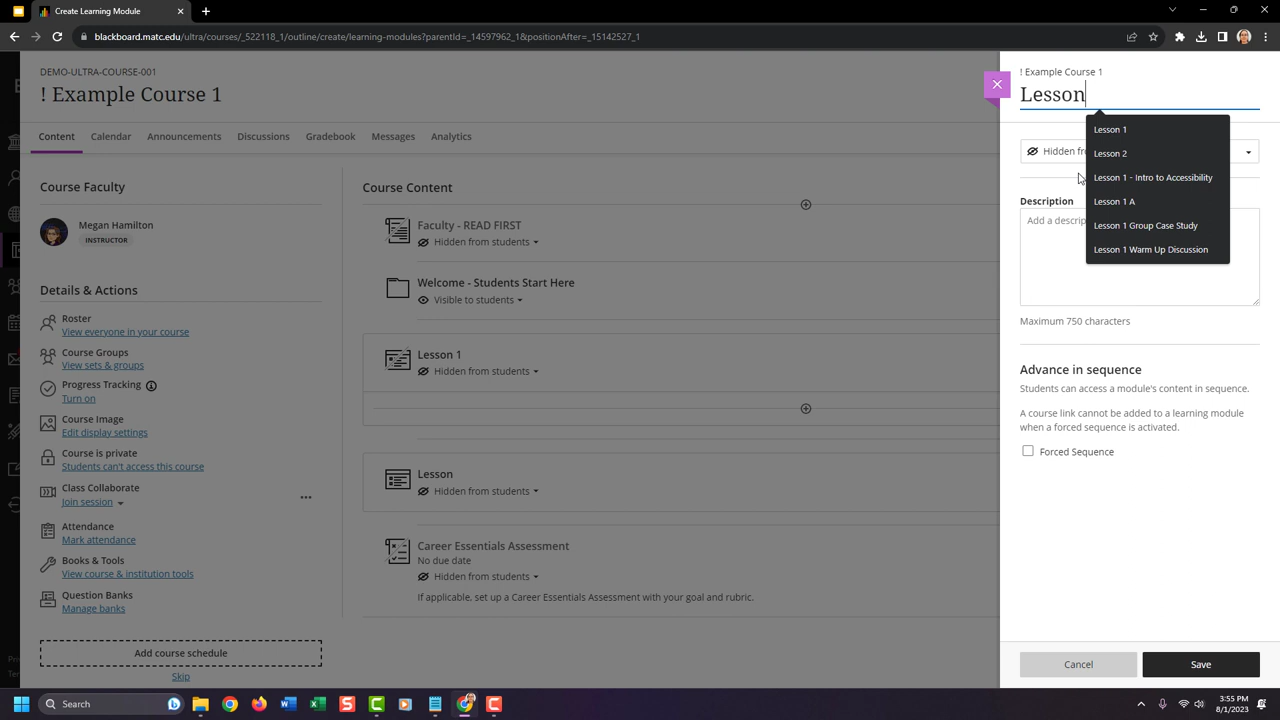 Create Learning Module
blackboard.matc.edu/ultra/courses/_522118_1/outline/create/learning-modules?parentId=_14597962_1&positionAfter=_15142527_1
DEMO-ULTRA-COURSE-001
! Example Course 1
Content
Calendar
Announcements
Discussions
Gradebook
Messages
Analytics
Course Faculty
Megan Hamilton
INSTRUCTOR
Details & Actions
Roster
View everyone in your course
Course Groups
View sets & groups
Progress Tracking
Turn on
Course Image
Edit display settings
Course is private
Students can't access this course
Class Collaborate
Join session
Attendance
Mark attendance
Books & Tools
View course & institution tools
Question Banks
Manage banks
Add course schedule
Skip
Course Content
Faculty - READ FIRST
Hidden from students
Welcome - Students Start Here
Visible to students
Lesson 1
Hidden from students
Lesson
Hidden from students
Career Essentials Assessment
No due date
Hidden from students
If applicable, set up a Career Essentials Assessment with your goal and rubric.
! Example Course 1
Lesson
Lesson 1
Lesson 2
Lesson 1 - Intro to Accessibility
Lesson 1 A
Lesson 1 Group Case Study
Lesson 1 Warm Up Discussion
Hidden fr
Description
Add a descrip
Maximum 750 characters
Advance in sequence
Students can access a module's content in sequence.
A course link cannot be added to a learning module
when a forced sequence is activated.
Forced Sequence
Cancel
Save
Search
3:55 PM
8/1/2023